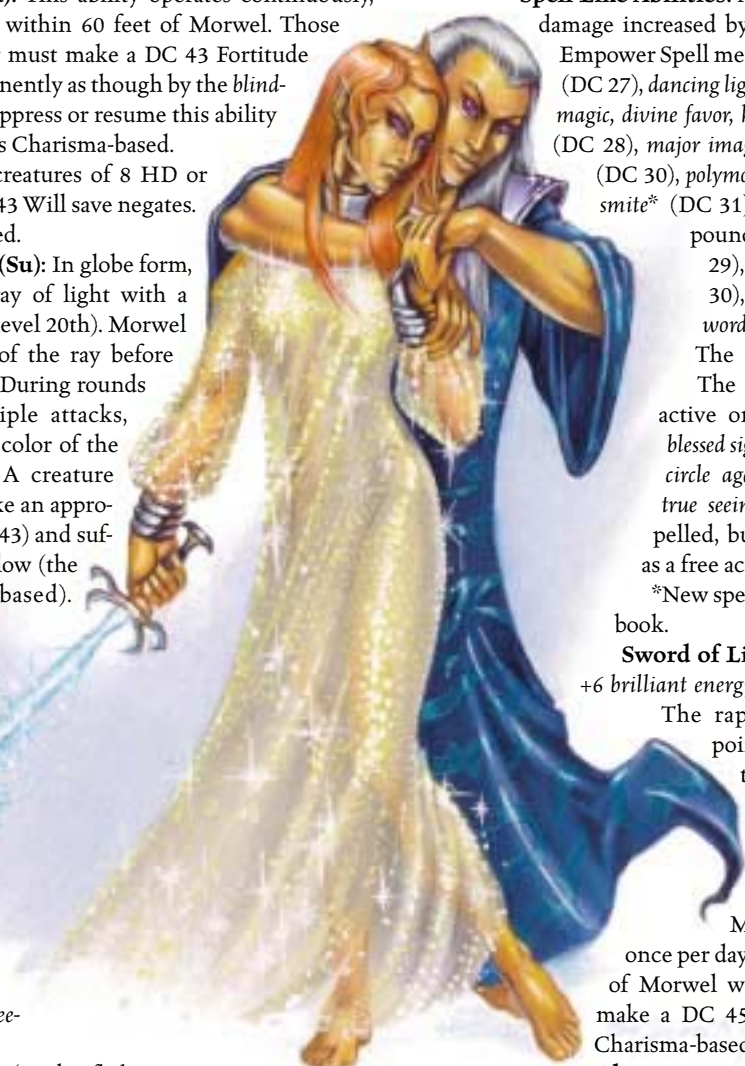 This ability operates continuously,
within 60 feet of Morwel. Those
must make a DC 43 Fortitude
nently as though by the blind-
ppress or resume this ability
s Charisma-based.
creatures of 8 HD or
43 Will save negates.
ed.
(Su): In globe form,
ray of light with a
evel 20th). Morwel
of the ray before
During rounds
iple attacks,
color of the
A creature
ke an appro-
43) and suf-
low (the
based).
ee-
damage increased by
Empower Spell me
(DC 27), dancing lig
magic, divine favor,
(DC 28), major imag
(DC 30), polymo
smite* (DC 31)
pound
29),
30),
word
The
The
active or
blessed sig
circle ag
true seein
pelled, bu
as a free ac
*New spe
book.
Sword of Li
+6 brilliant energ
The rap
poi
t
M
once per day
of Morwel w
make a DC 45
Charisma-based